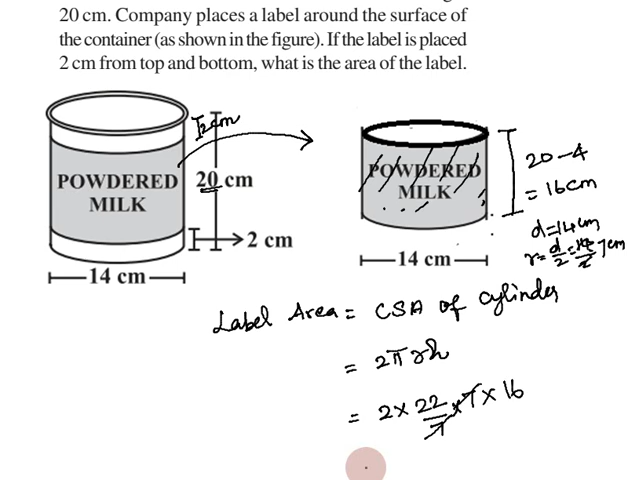 20 cm. Company places a label around the surface of
the container (as shown in the figure). If the label is placed
2 cm from top and bottom, what is the area of the label.
2cm
POWDERED
MILK
20 cm
2 cm
14 cm
POWDERED
MILK
14 cm
20-4
= 16cm
d=14cm
r=d/2=14/2 7cm
Label Area = CSA of cylinder
= 2πrh
= 2 × 22/7 × 7 × 16